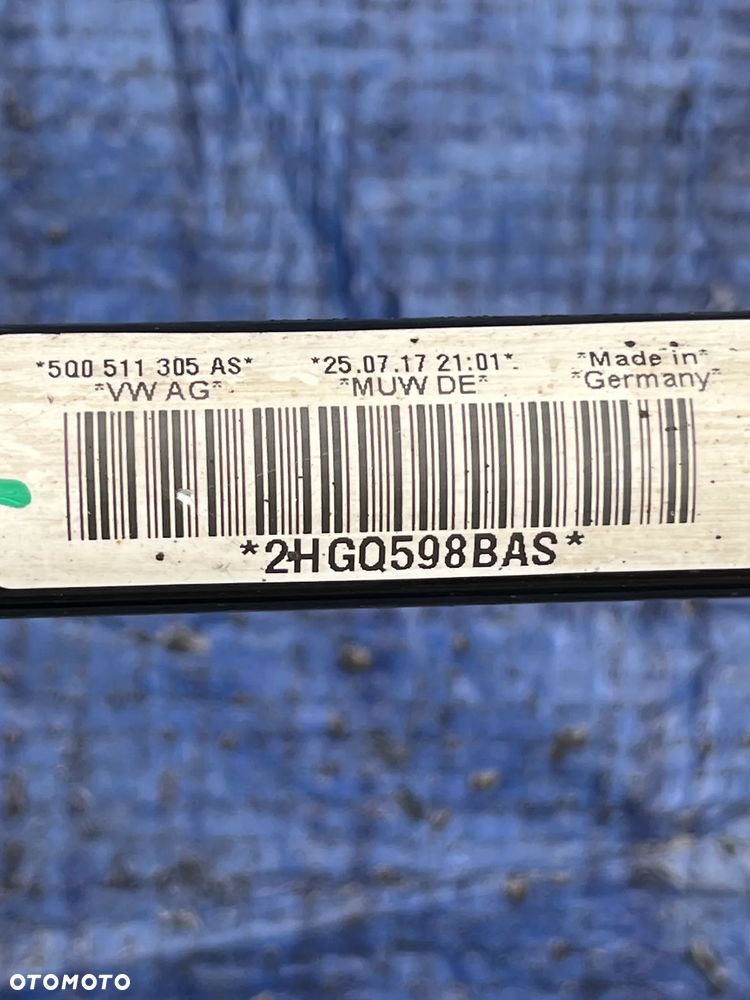 *5Q0 511 305 AS* *25.07.17 21:01* *Made in*
*VW AG* *MUW DE* *Germany*
*2HGQ598BAS*
OTOMOTO